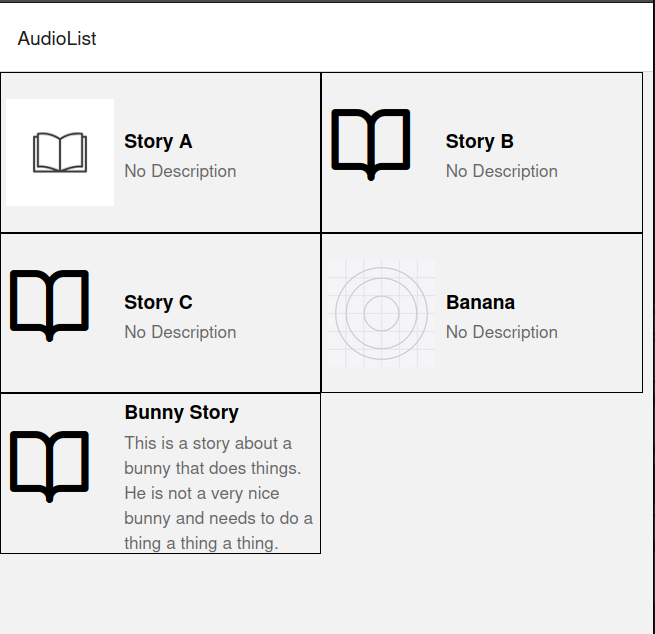 AudioList
Story A
No Description
Story B
No Description
Story C
No Description
Banana
No Description
Bunny Story
This is a story about a
bunny that does things.
He is not a very nice
bunny and needs to do a
thing a thing a thing.